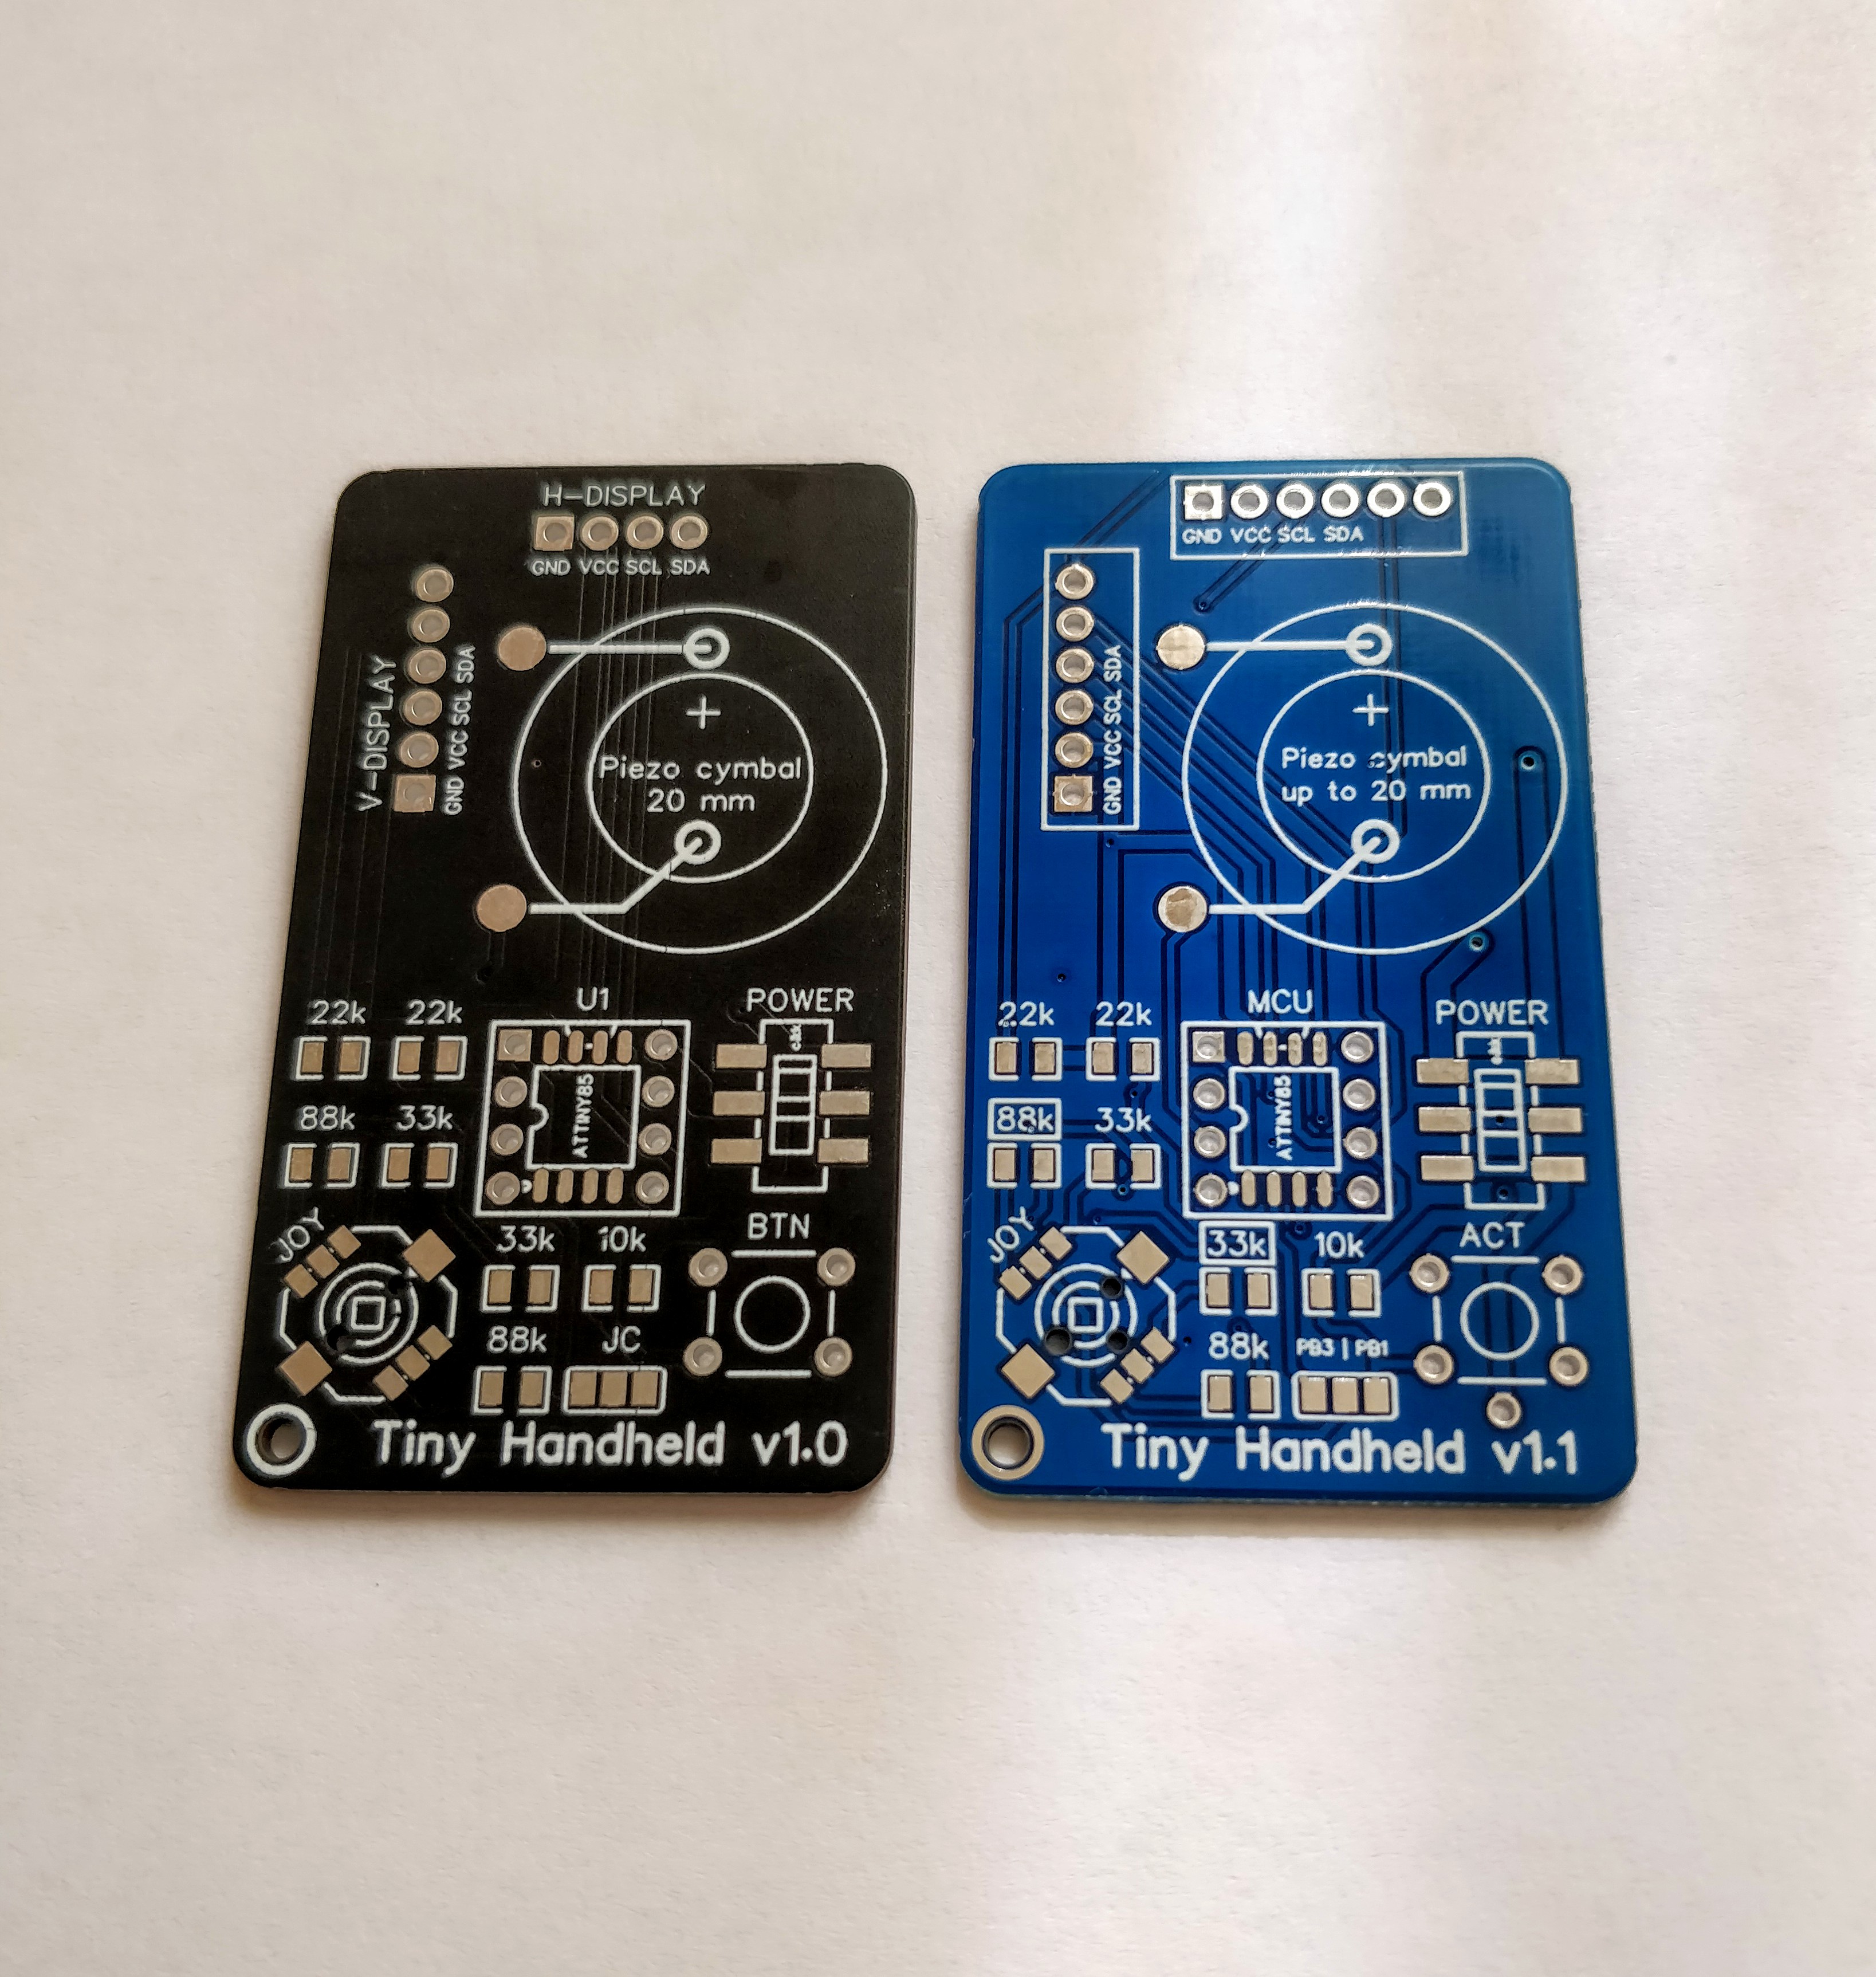 H-DISPLAY
GND VCC SCL SDA
V-DISPLAY
GND VCC SCL SDA
+
Piezo cymbal
20 mm
U1
POWER
22k 22k
ATTINY85
88k 33k
JOY
33k 10k
BTN
88k JC
Tiny Handheld v1.0
GND VCC SCL SDA
GND VCC SCL SDA
+
Piezo cymbal
up to 20 mm
MCU
POWER
22k 22k
ATTINY85
88k 33k
JOY
33k 10k
ACT
88k PB3 | PB1
Tiny Handheld v1.1